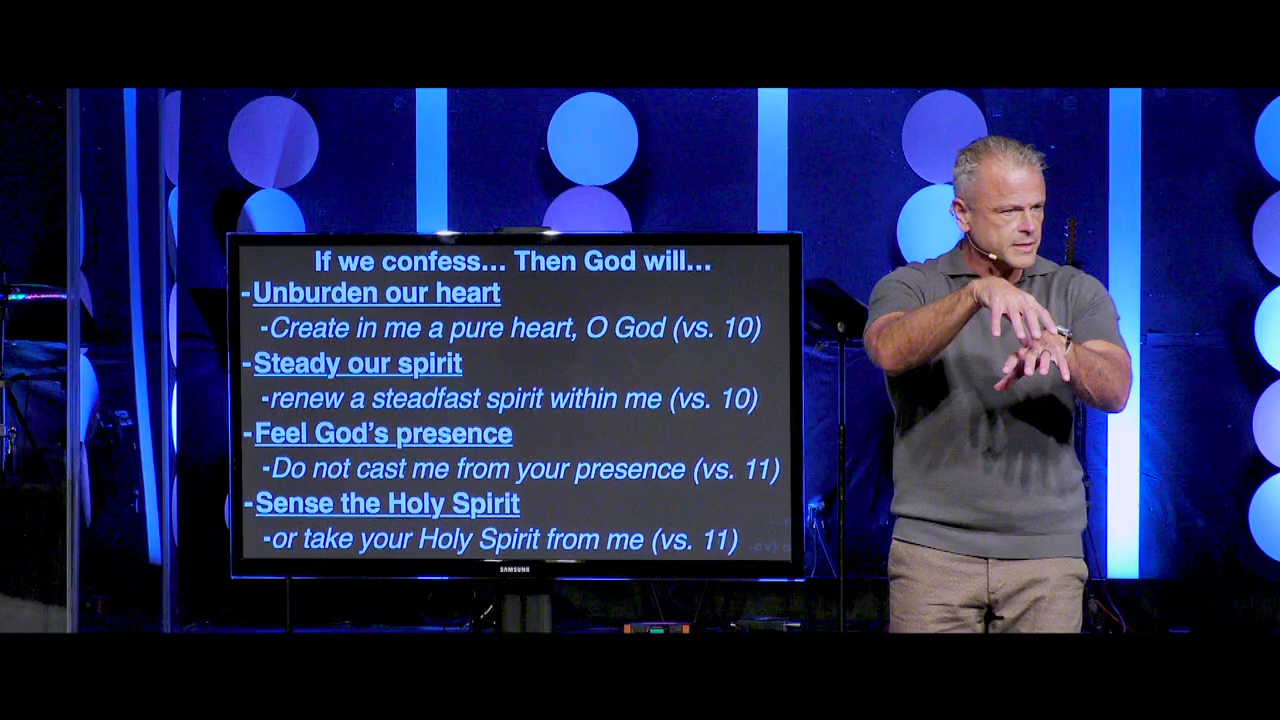 If we confess... Then God will...
-Unburden our heart
-Create in me a pure heart, O God (vs. 10)
-Steady our spirit
-renew a steadfast spirit within me (vs. 10)
-Feel God's presence
-Do not cast me from your presence (vs. 11)
-Sense the Holy Spirit
-or take your Holy Spirit from me (vs. 11)
SAMSUNG